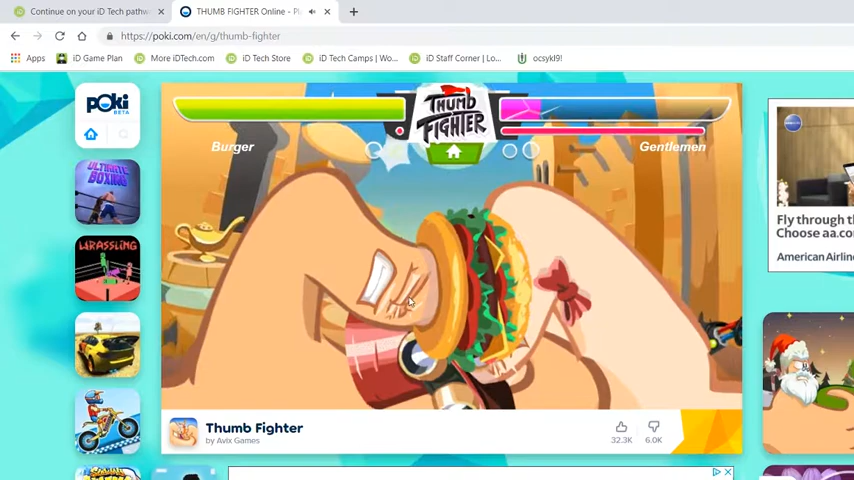 Continue on your iD Tech pathw
THUMB FIGHTER Online - Pl
https://poki.com/en/g/thumb-fighter
Apps
iD Game Plan
More iDTech.com
iD Tech Store
iD Tech Camps | Wo...
iD Staff Corner | Lo...
ocsykl9!
POKI
BETA
THUMB
FIGHTER
Burger
Gentlemen
ULTIMATE
BOXING
WRASSLING
Fly through th
Choose aa.co
American Airline
Thumb Fighter
by Avix Games
32.3K
6.0K